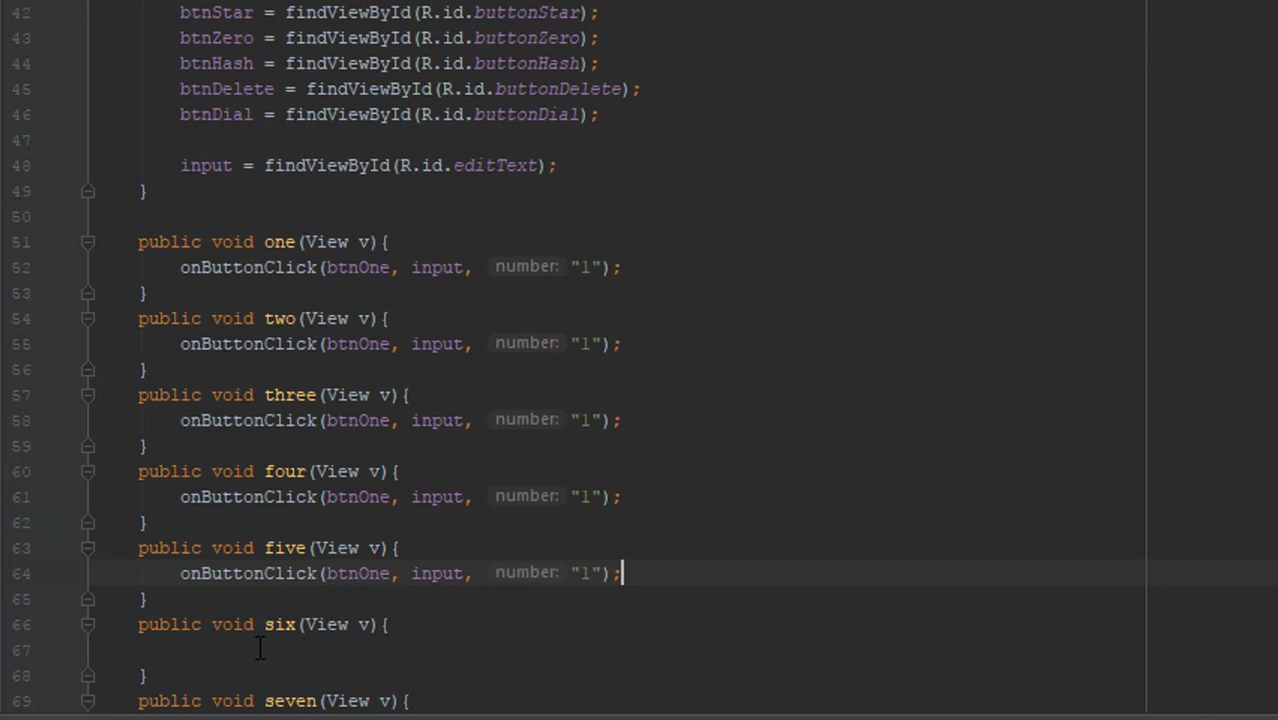 42 btnStar = findViewById(R.id.buttonStar);
43 btnZero = findViewById(R.id.buttonZero);
44 btnHash = findViewById(R.id.buttonHash);
45 btnDelete = findViewById(R.id.buttonDelete);
46 btnDial = findViewById(R.id.buttonDial);
47
48 input = findViewById(R.id.editText);
49 }
50
51 public void one(View v){
52 onButtonClick(btnOne, input, number: "1");
53 }
54 public void two(View v){
55 onButtonClick(btnOne, input, number: "1");
56 }
57 public void three(View v){
58 onButtonClick(btnOne, input, number: "1");
59 }
60 public void four(View v){
61 onButtonClick(btnOne, input, number: "1");
62 }
63 public void five(View v){
64 onButtonClick(btnOne, input, number: "1");
65 }
66 public void six(View v){
67
68 }
69 public void seven(View v){